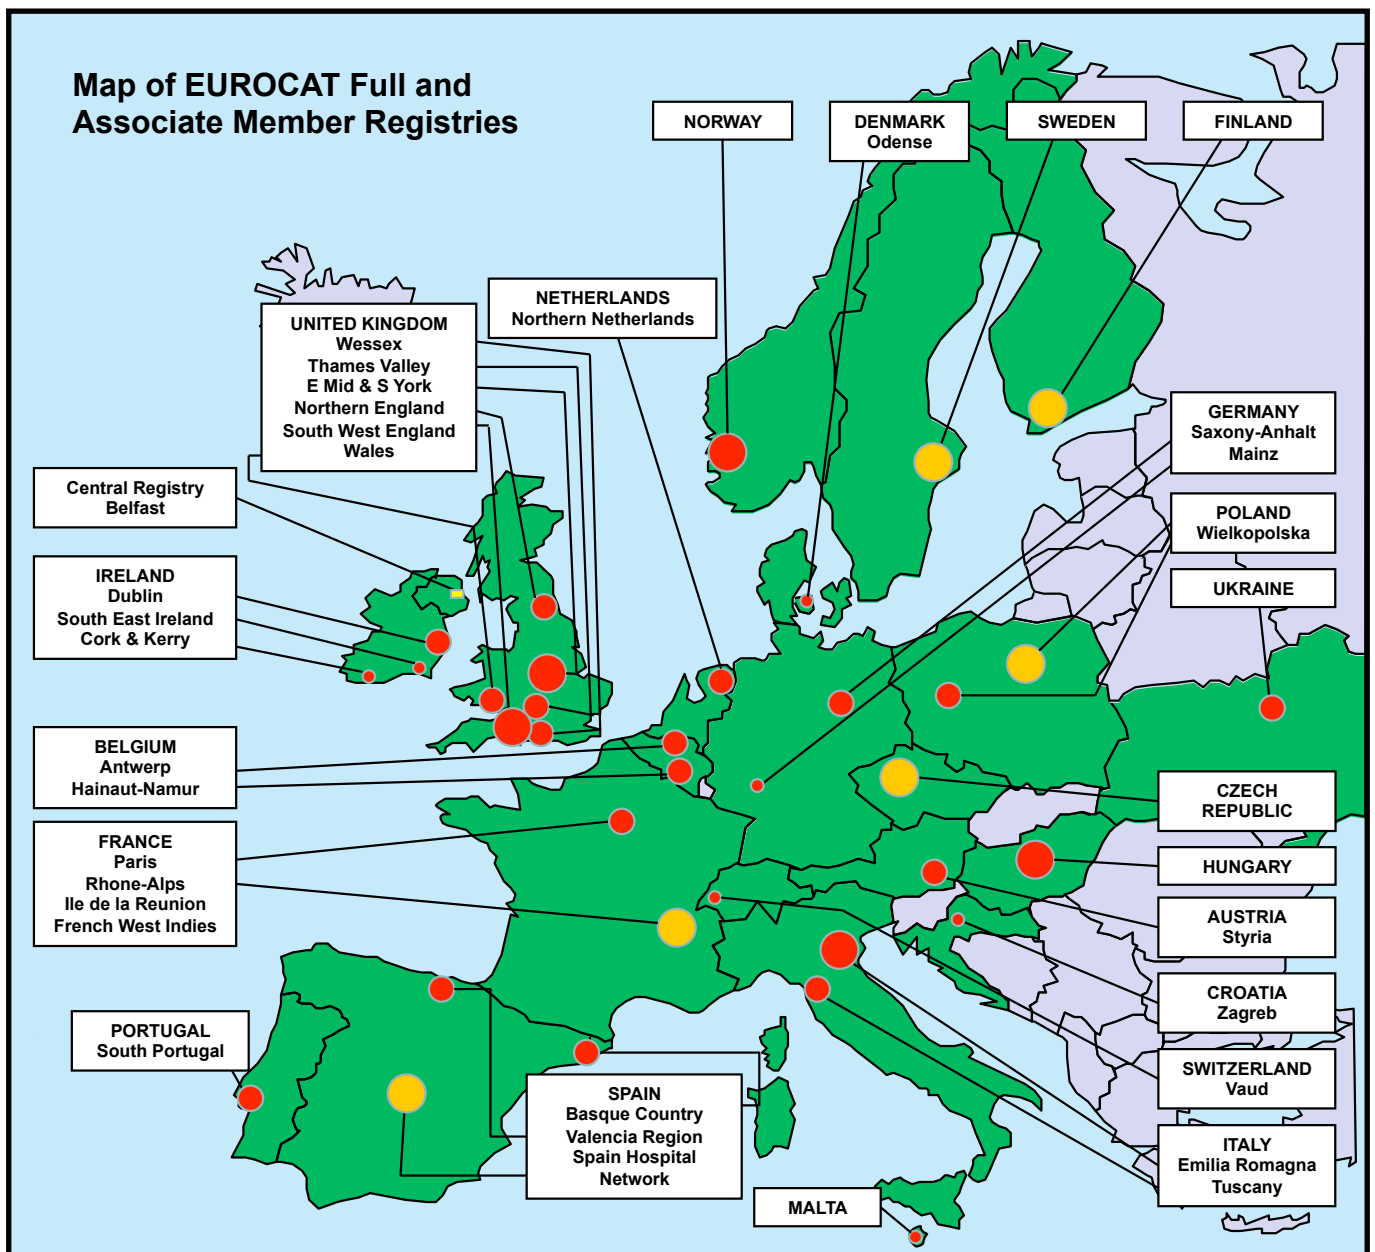 Map of EUROCAT Full and
Associate Member Registries
NORWAY
DENMARK
Odense
SWEDEN
FINLAND
NETHERLANDS
Northern Netherlands
UNITED KINGDOM
Wessex
Thames Valley
E Mid & S York
Northern England
South West England
Wales
GERMANY
Saxony-Anhalt
Mainz
Central Registry
Belfast
POLAND
Wielkopolska
IRELAND
Dublin
South East Ireland
Cork & Kerry
UKRAINE
BELGIUM
Antwerp
Hainaut-Namur
CZECH
REPUBLIC
FRANCE
Paris
Rhone-Alps
Ile de la Reunion
French West Indies
HUNGARY
AUSTRIA
Styria
CROATIA
Zagreb
PORTUGAL
South Portugal
SWITZERLAND
Vaud
SPAIN
Basque Country
Valencia Region
Spain Hospital
Network
ITALY
Emilia Romagna
Tuscany
MALTA